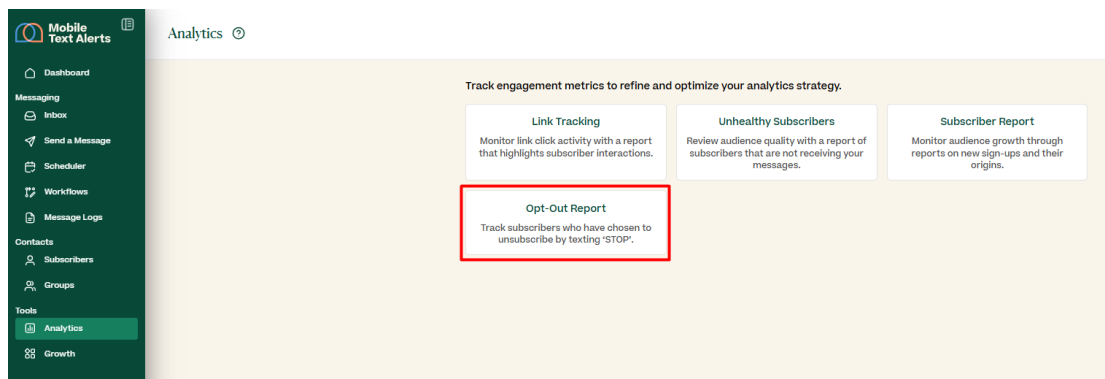 Mobile
Text Alerts
Analytics
Dashboard
Messaging
Inbox
Send a Message
Scheduler
Workflows
Message Logs
Contacts
Subscribers
Groups
Tools
Analytics
Growth
Track engagement metrics to refine and optimize your analytics strategy.
Link Tracking
Monitor link click activity with a report
that highlights subscriber interactions.
Unhealthy Subscribers
Review audience quality with a report of
subscribers that are not receiving your
messages.
Subscriber Report
Monitor audience growth through
reports on new sign-ups and their
origins.
Opt-Out Report
Track subscribers who have chosen to
unsubscribe by texting ‘STOP’.